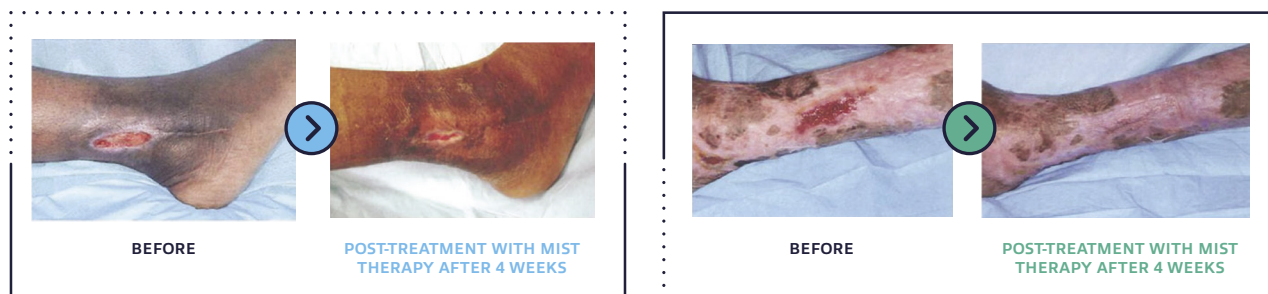 BEFORE
POST-TREATMENT WITH MIST
THERAPY AFTER 4 WEEKS
BEFORE
POST-TREATMENT WITH MIST
THERAPY AFTER 4 WEEKS